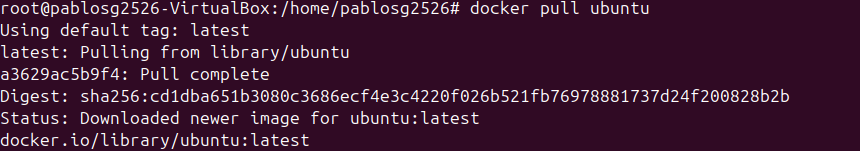 root@pablosg2526-VirtualBox:/home/pablosg2526# docker pull ubuntu
Using default tag: latest
latest: Pulling from library/ubuntu
a3629ac5b9f4: Pull complete
Digest: sha256:cd1dba651b3080c3686ecf4e3c4220f026b521fb76978881737d24f200828b2b
Status: Downloaded newer image for ubuntu:latest
docker.io/library/ubuntu:latest